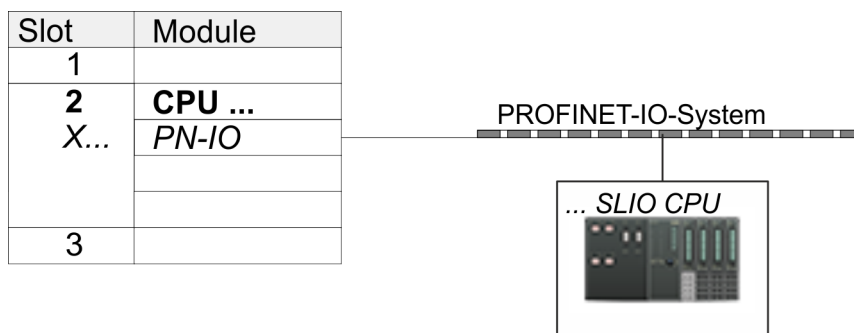 Slot Module
1
2 CPU ...
X... PN-IO
3
PROFINET-IO-System
... SLIO CPU